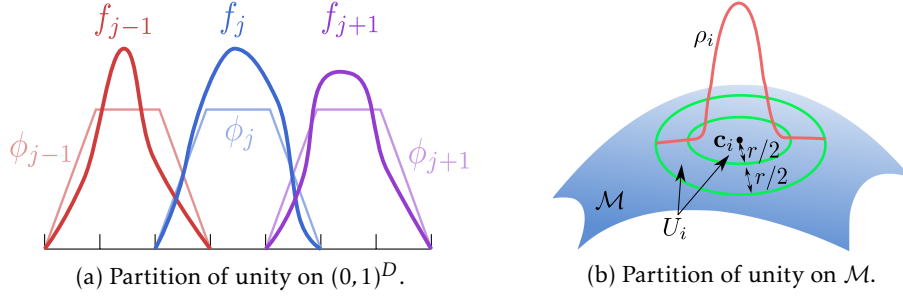 f_{j−1} f_j f_{j+1}
ϕ_{j−1} ϕ_j ϕ_{j+1}
(a) Partition of unity on (0, 1)^D.
ρ_i
c_i r/2
r/2
M
U_i
(b) Partition of unity on M.